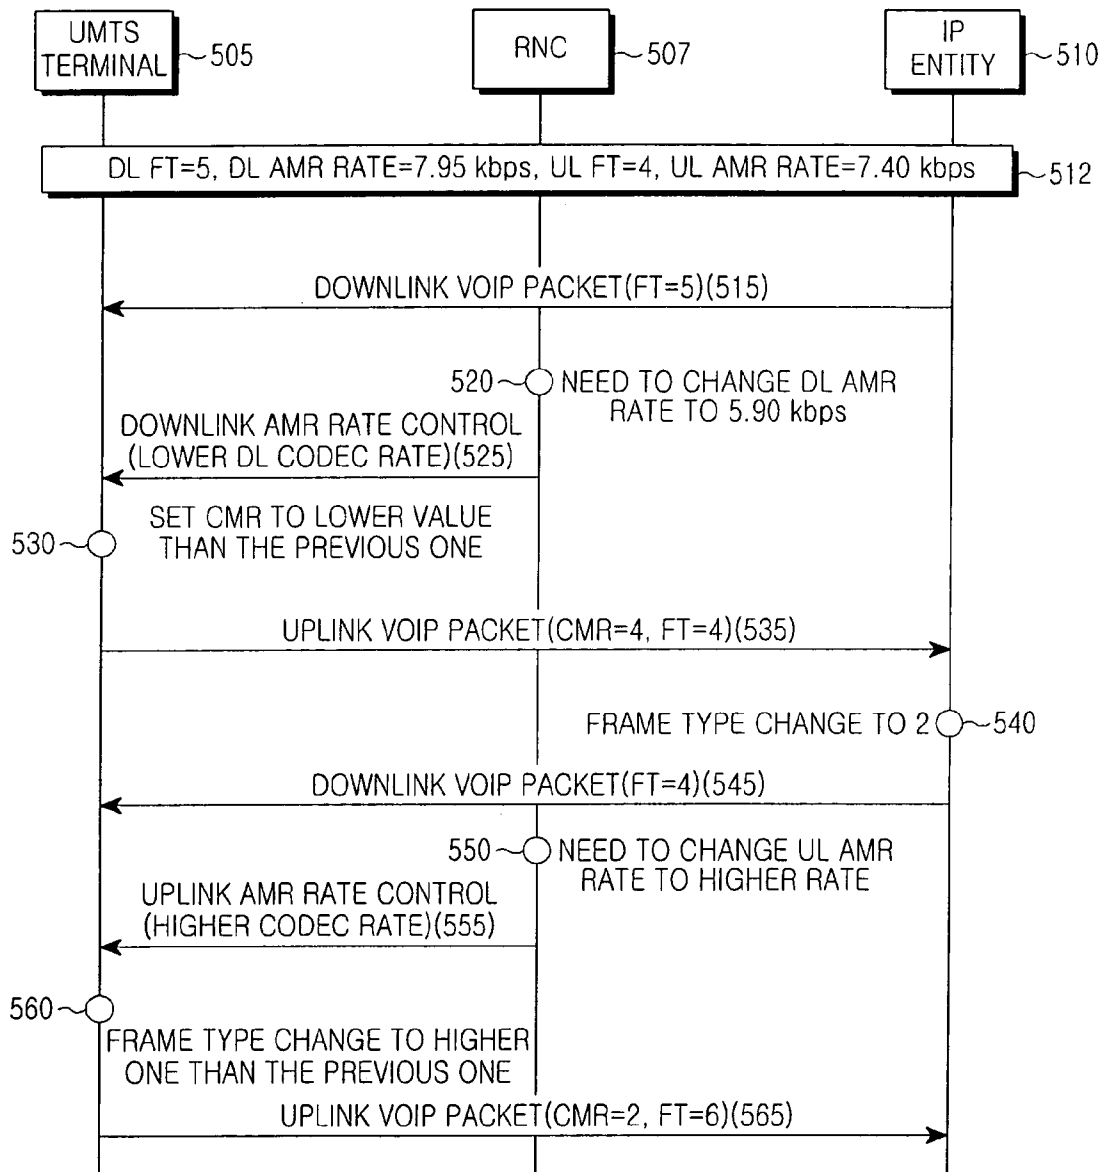 UMTS
TERMINAL
505
RNC
507
IP
ENTITY
510
DL FT=5, DL AMR RATE=7.95 kbps, UL FT=4, UL AMR RATE=7.40 kbps
512
DOWNLINK VOIP PACKET(FT=5)(515)
520
NEED TO CHANGE DL AMR
RATE TO 5.90 kbps
DOWNLINK AMR RATE CONTROL
(LOWER DL CODEC RATE)(525)
530
SET CMR TO LOWER VALUE
THAN THE PREVIOUS ONE
UPLINK VOIP PACKET(CMR=4, FT=4)(535)
FRAME TYPE CHANGE TO 2
540
DOWNLINK VOIP PACKET(FT=4)(545)
550
NEED TO CHANGE UL AMR
RATE TO HIGHER RATE
UPLINK AMR RATE CONTROL
(HIGHER CODEC RATE)(555)
560
FRAME TYPE CHANGE TO HIGHER
ONE THAN THE PREVIOUS ONE
UPLINK VOIP PACKET(CMR=2, FT=6)(565)